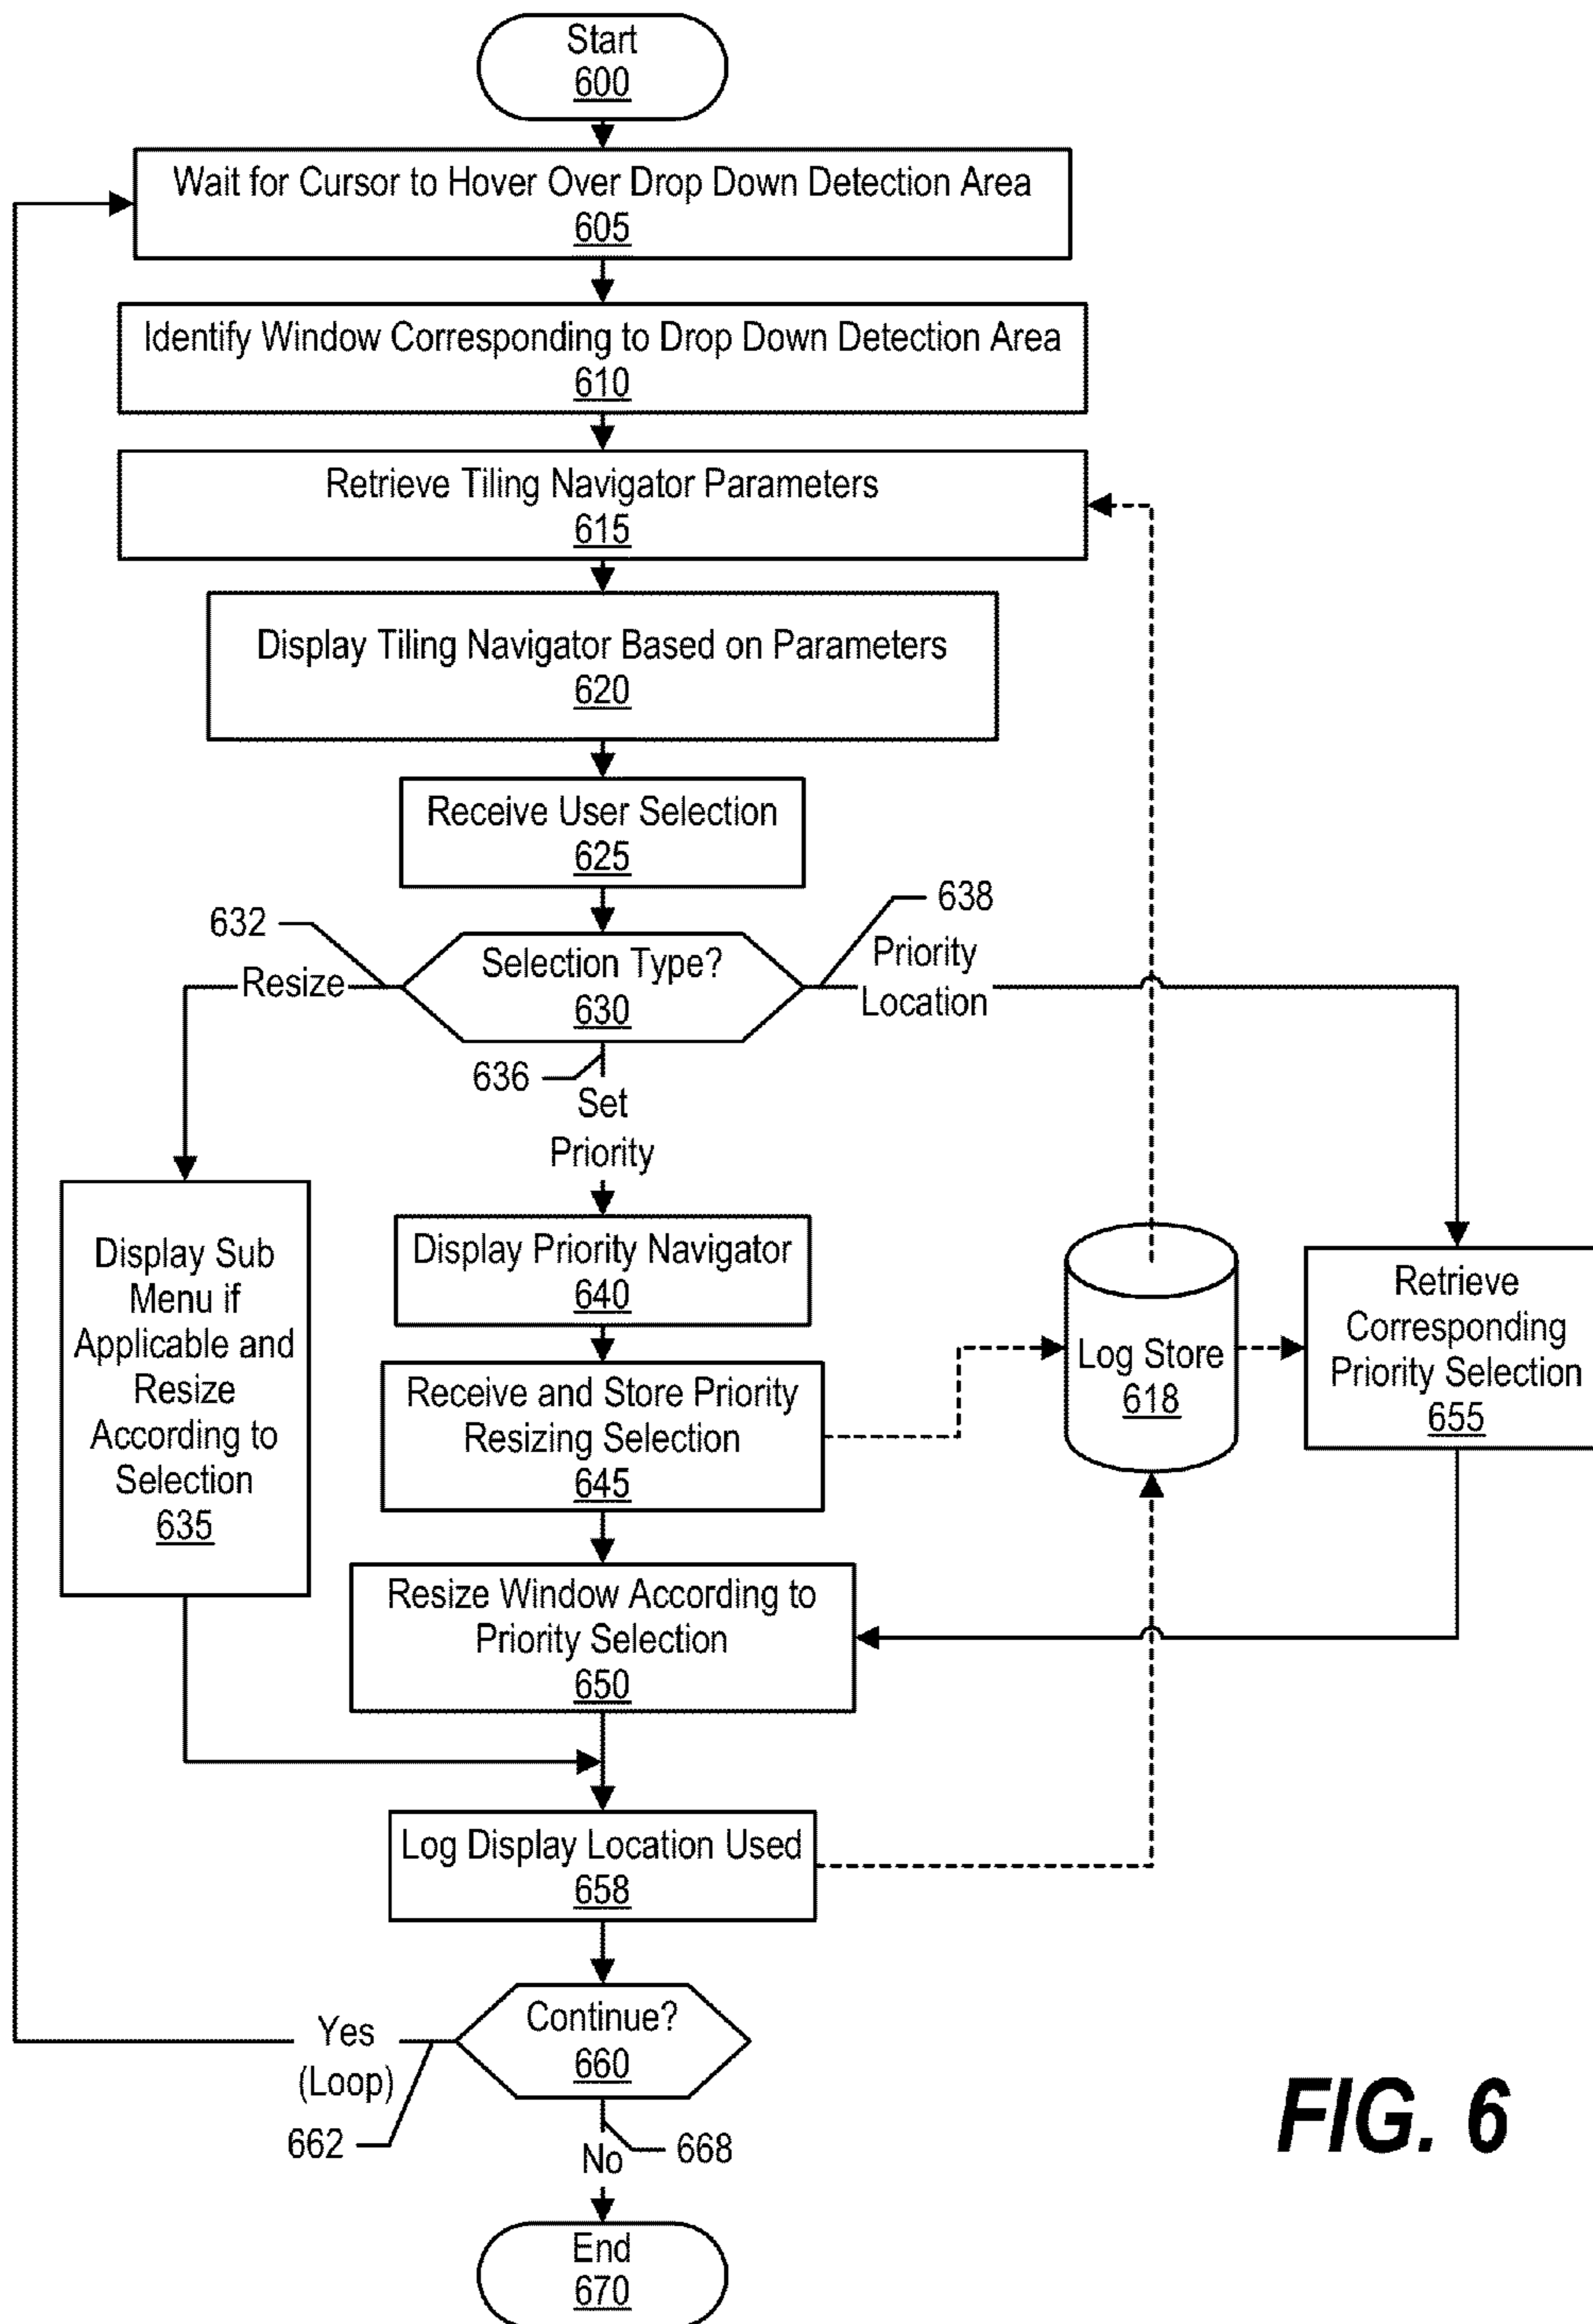 Start
600
Wait for Cursor to Hover Over Drop Down Detection Area
605
Identify Window Corresponding to Drop Down Detection Area
610
Retrieve Tiling Navigator Parameters
615
Display Tiling Navigator Based on Parameters
620
Receive User Selection
625
632
638
Resize
Selection Type?
630
Priority
Location
636
Set
Priority
Display Sub
Menu if
Applicable and
Resize
According to
Selection
635
Display Priority Navigator
640
Receive and Store Priority
Resizing Selection
645
Log Store
618
Retrieve
Corresponding
Priority Selection
655
Resize Window According to
Priority Selection
650
Log Display Location Used
658
Continue?
660
Yes
(Loop)
662
668
No
End
670
FIG. 6